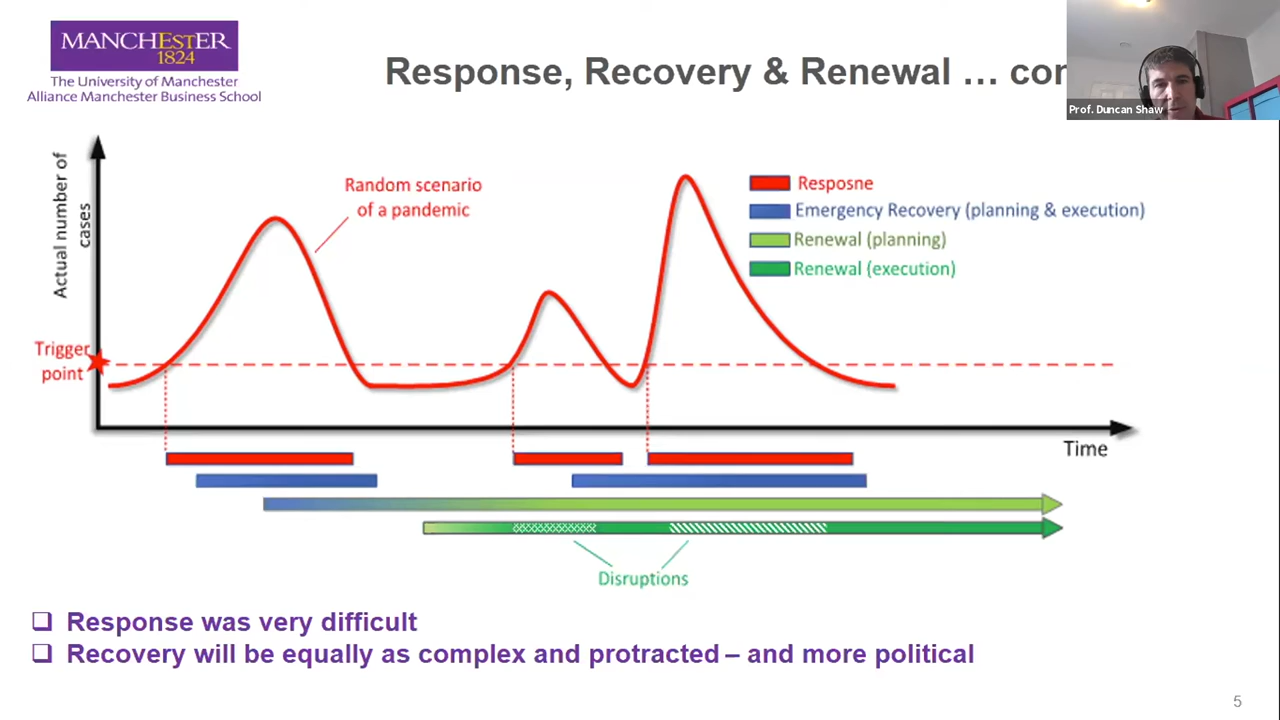 MANCHESTER
1824
The University of Manchester
Alliance Manchester Business School
Response, Recovery & Renewal …
Prof. Duncan Shaw
Actual number of
cases
Random scenario
of a pandemic
Resposne
Emergency Recovery (planning & execution)
Renewal (planning)
Renewal (execution)
Trigger
point
Time
Disruptions
❑ Response was very difficult
❑ Recovery will be equally as complex and protracted – and more political
5